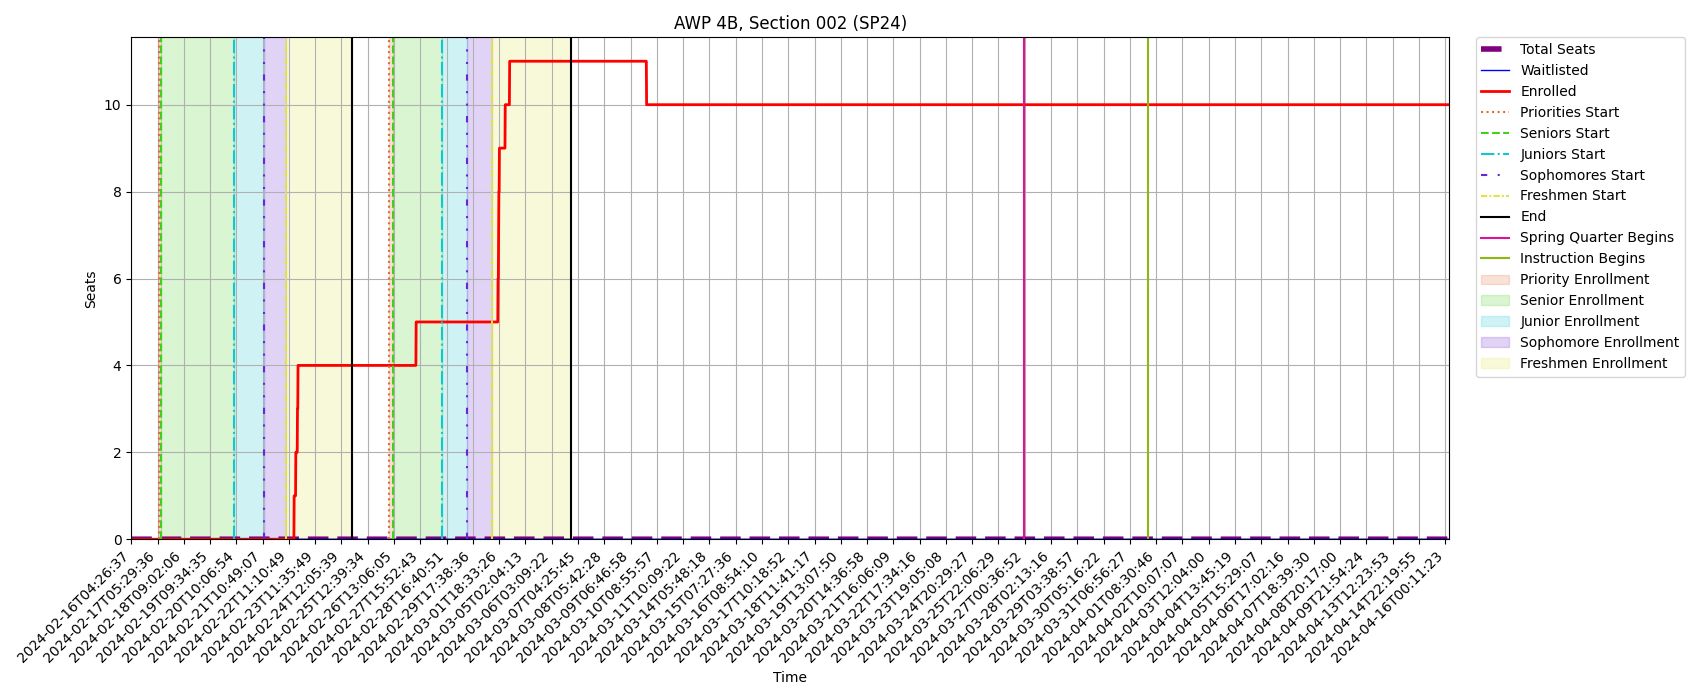 AWP 4B, Section 002 (SP24)
Total Seats
Waitlisted
Enrolled
Priorities Start
Seniors Start
Juniors Start
Sophomores Start
Freshmen Start
End
Spring Quarter Begins
Instruction Begins
Priority Enrollment
Senior Enrollment
Junior Enrollment
Sophomore Enrollment
Freshmen Enrollment
Seats
10
8
6
4
2
0
2024-02-16T04:26:37
2024-02-17T05:29:36
2024-02-18T09:02:06
2024-02-19T09:34:35
2024-02-20T10:06:54
2024-02-21T10:49:07
2024-02-22T11:10:49
2024-02-23T11:35:49
2024-02-24T12:05:39
2024-02-25T12:39:34
2024-02-26T13:06:05
2024-02-27T15:52:43
2024-02-28T16:40:51
2024-02-29T17:38:36
2024-03-01T18:33:26
2024-03-05T02:04:13
2024-03-06T03:09:22
2024-03-07T04:25:45
2024-03-08T05:42:28
2024-03-09T06:46:58
2024-03-10T08:55:57
2024-03-11T10:09:22
2024-03-14T05:48:18
2024-03-15T07:27:36
2024-03-16T08:54:10
2024-03-17T10:18:52
2024-03-18T11:41:17
2024-03-19T13:07:50
2024-03-20T14:36:58
2024-03-21T16:06:09
2024-03-22T17:34:16
2024-03-23T19:05:08
2024-03-24T20:29:27
2024-03-25T22:06:29
2024-03-27T00:36:52
2024-03-28T02:13:16
2024-03-29T03:38:57
2024-03-30T05:16:22
2024-03-31T06:56:27
2024-04-01T08:30:46
2024-04-02T10:07:07
2024-04-03T12:04:00
2024-04-04T13:45:19
2024-04-05T15:29:07
2024-04-06T17:02:16
2024-04-07T18:39:30
2024-04-08T20:17:00
2024-04-09T21:54:24
2024-04-13T12:23:53
2024-04-14T22:19:55
2024-04-16T00:11:23
Time